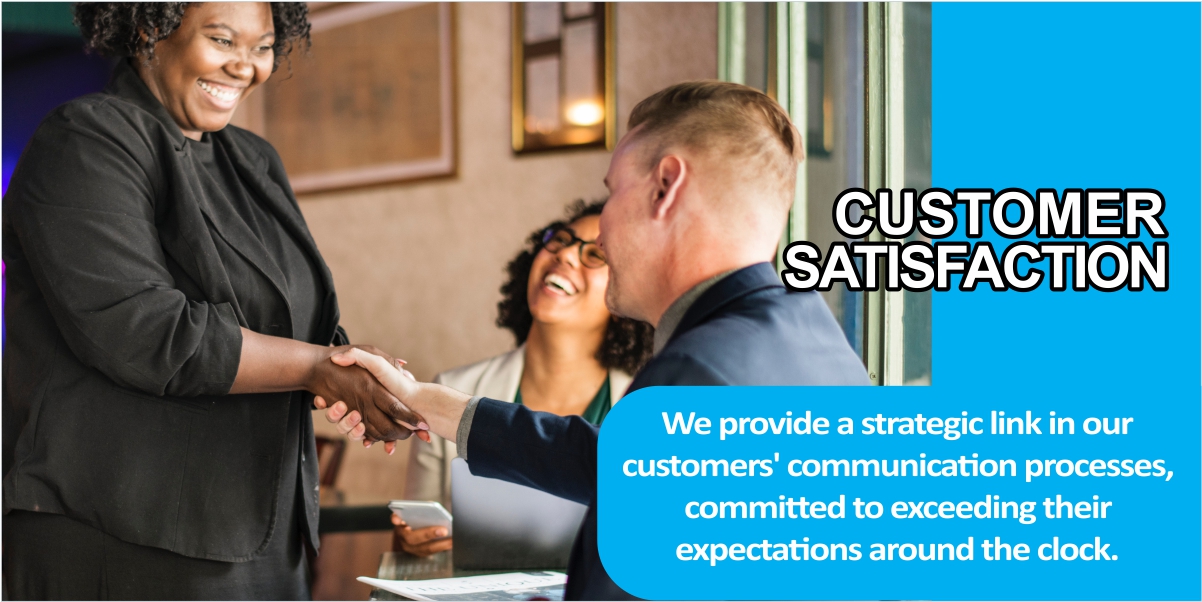 CUSTOMER
SATISFACTION
We provide a strategic link in our
customers' communication processes,
committed to exceeding their
expectations around the clock.